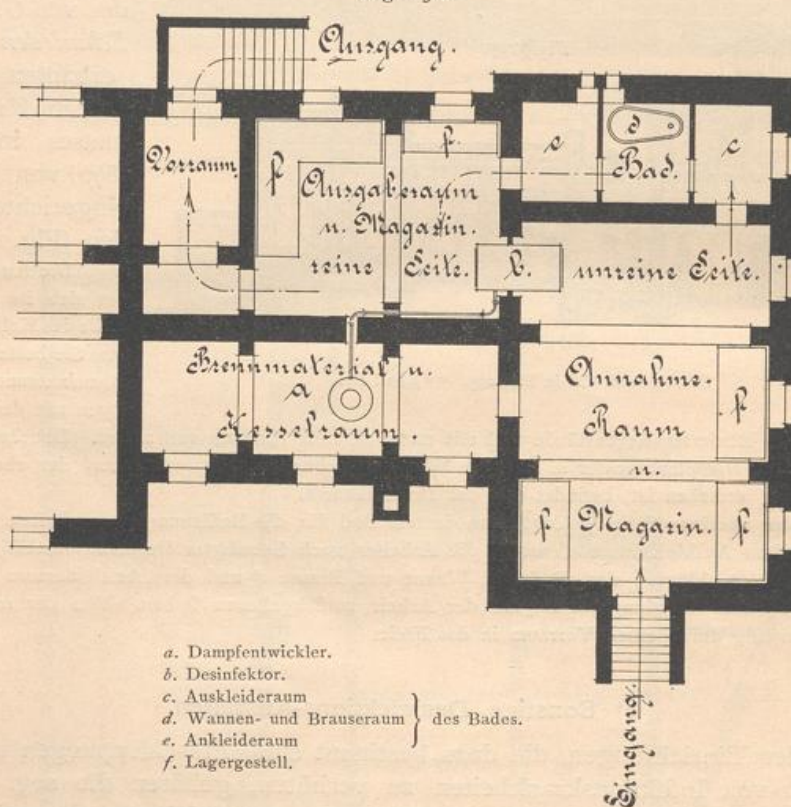 Ausgang.
Vorraum.
f.
Ausgaberaum
u. Magazin.
reine Seite.
f.
e
d
Bad.
c
b.
unreine Seite.
Brennmaterial u.
a
Kesselraum.
Annahme-
Raum
f.
u.
Magazin.
f.
f.
Eingang.
a. Dampfentwickler.
b. Desinfektor.
c. Auskleideraum
d. Wannen- und Brauseraum } des Bades.
e. Ankleideraum
f. Lagergestell.